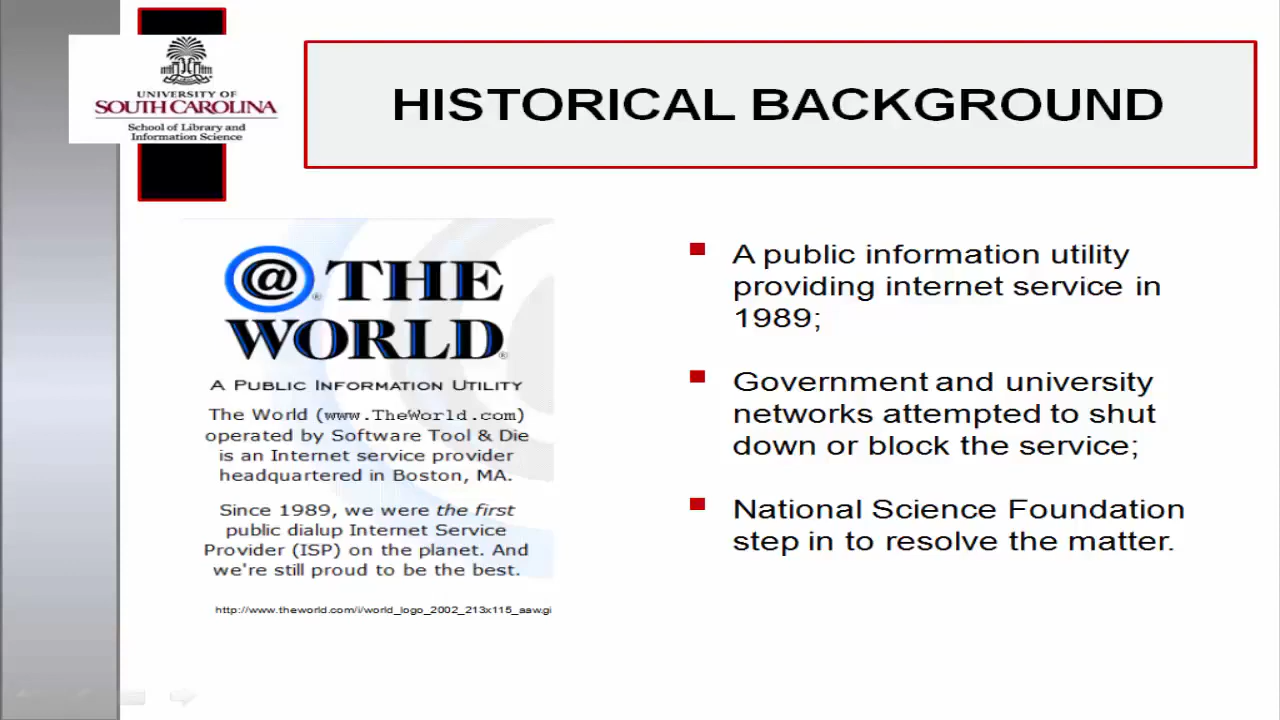 UNIVERSITY OF
SOUTH CAROLINA
School of Library and
Information Science
HISTORICAL BACKGROUND
@® THE
WORLD®
A PUBLIC INFORMATION UTILITY
The World (www.TheWorld.com)
operated by Software Tool & Die
is an Internet service provider
headquartered in Boston, MA.
Since 1989, we were the first
public dialup Internet Service
Provider (ISP) on the planet. And
we're still proud to be the best.
http://www.theworld.com/i/world_logo_2002_213x115_aaw.gi
A public information utility
providing internet service in
1989;
Government and university
networks attempted to shut
down or block the service;
National Science Foundation
step in to resolve the matter.